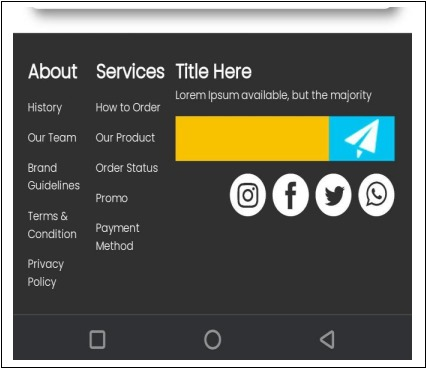 About
History
Our Team
Brand
Guidelines
Terms &
Condition
Privacy
Policy
Services
How to Order
Our Product
Order Status
Promo
Payment
Method
Title Here
Lorem Ipsum available, but the majority